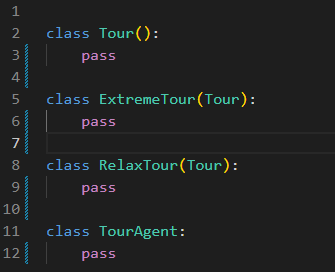 1
2 class Tour():
3     pass
4
5 class ExtremeTour(Tour):
6     pass
7
8 class RelaxTour(Tour):
9     pass
10
11 class TourAgent:
12     pass